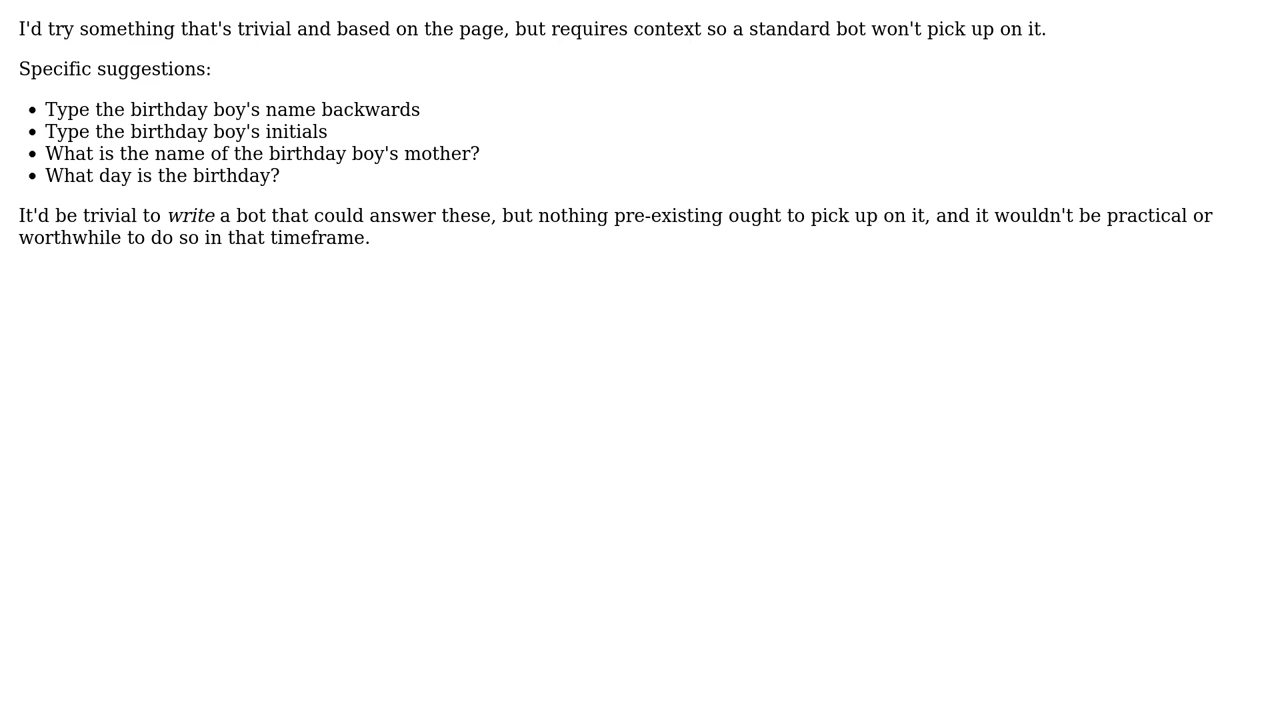 I'd try something that's trivial and based on the page, but requires context so a standard bot won't pick up on it.
Specific suggestions:
• Type the birthday boy's name backwards
• Type the birthday boy's initials
• What is the name of the birthday boy's mother?
• What day is the birthday?
It'd be trivial to write a bot that could answer these, but nothing pre-existing ought to pick up on it, and it wouldn't be practical or
worthwhile to do so in that timeframe.